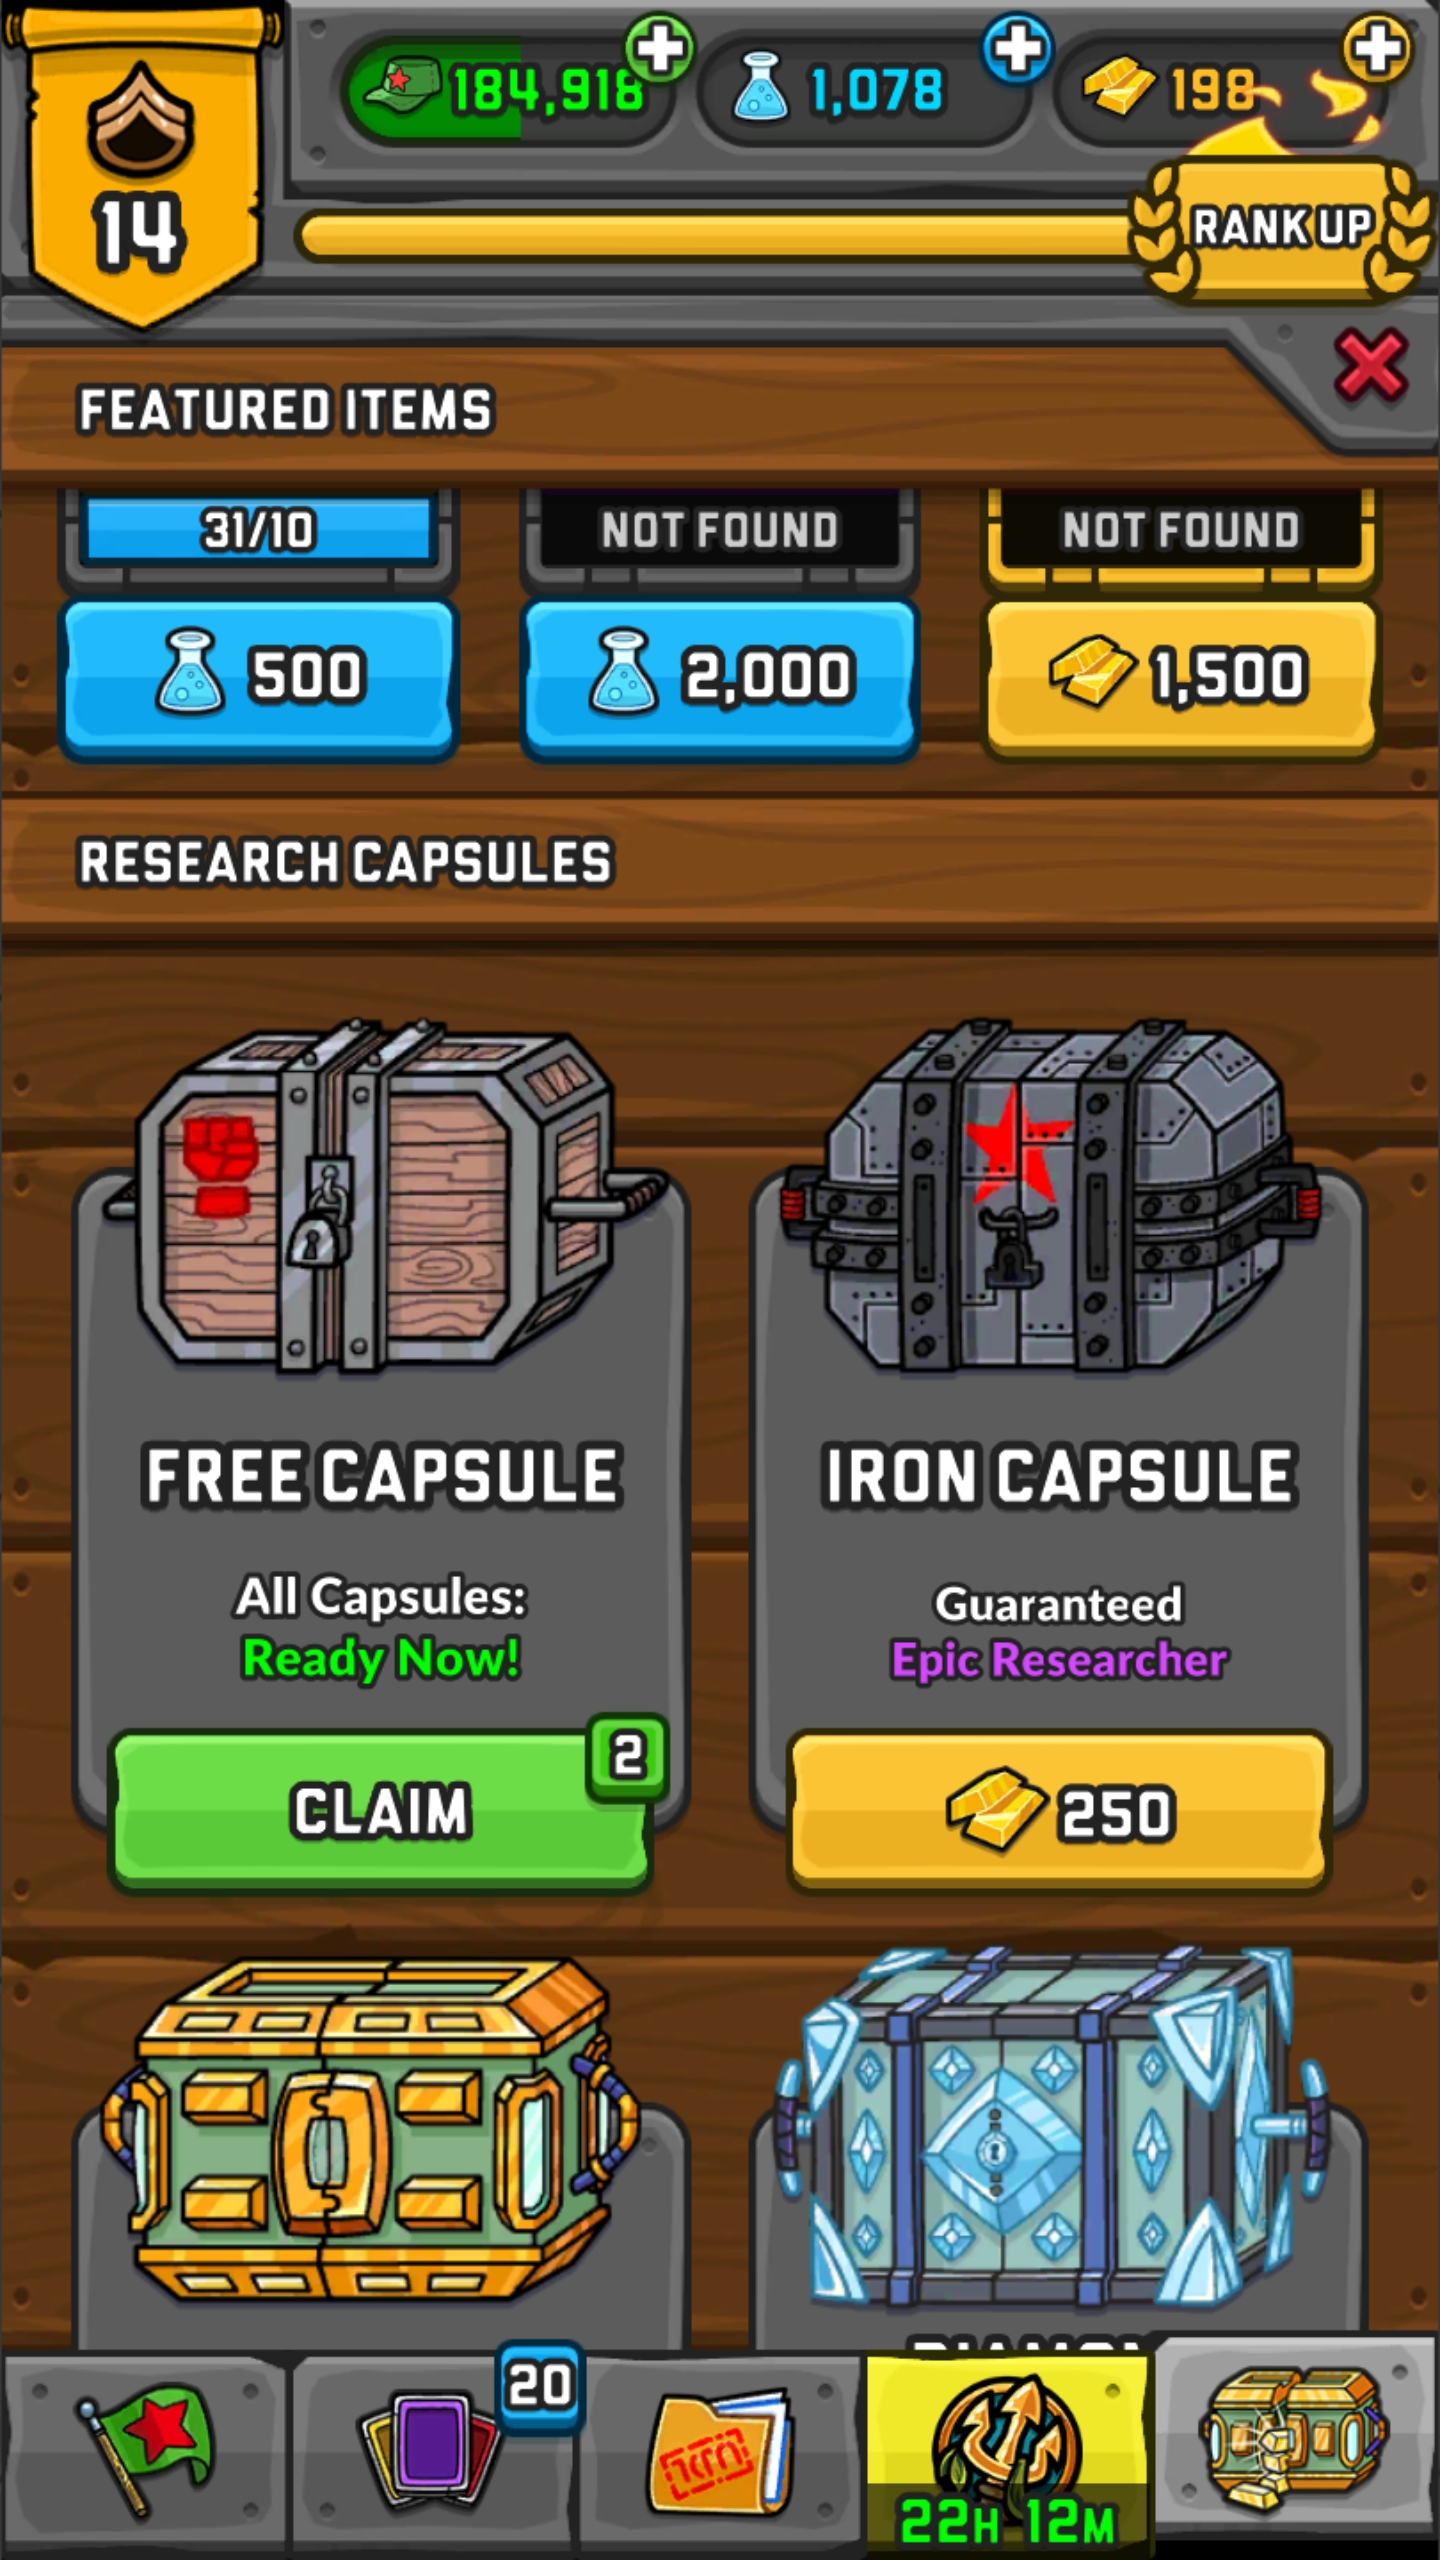 184,918
1,078
198
14
RANK UP
FEATURED ITEMS
31/10
NOT FOUND
NOT FOUND
500
2,000
1,500
RESEARCH CAPSULES
FREE CAPSULE
IRON CAPSULE
All Capsules:
Ready Now!
Guaranteed
Epic Researcher
2
CLAIM
250
20
22H 12M